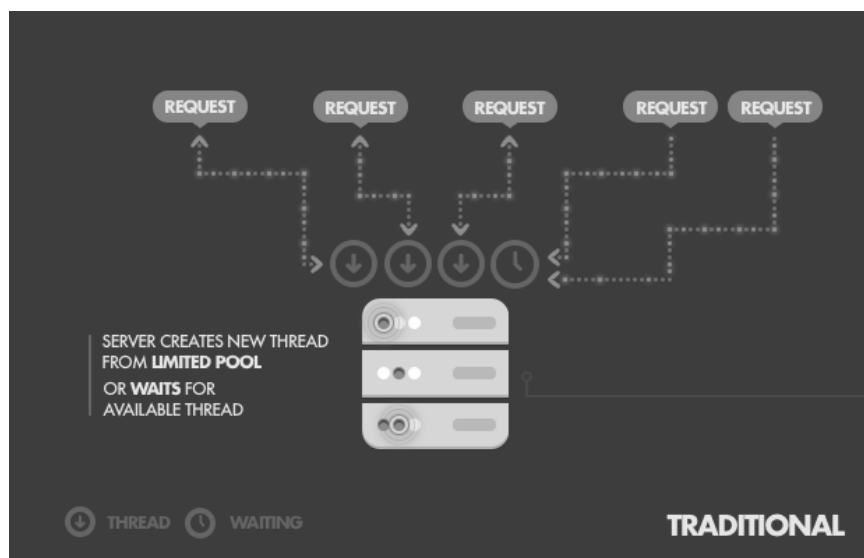 REQUEST
REQUEST
REQUEST
REQUEST
REQUEST
SERVER CREATES NEW THREAD
FROM LIMITED POOL
OR WAITS FOR
AVAILABLE THREAD
THREAD
WAITING
TRADITIONAL